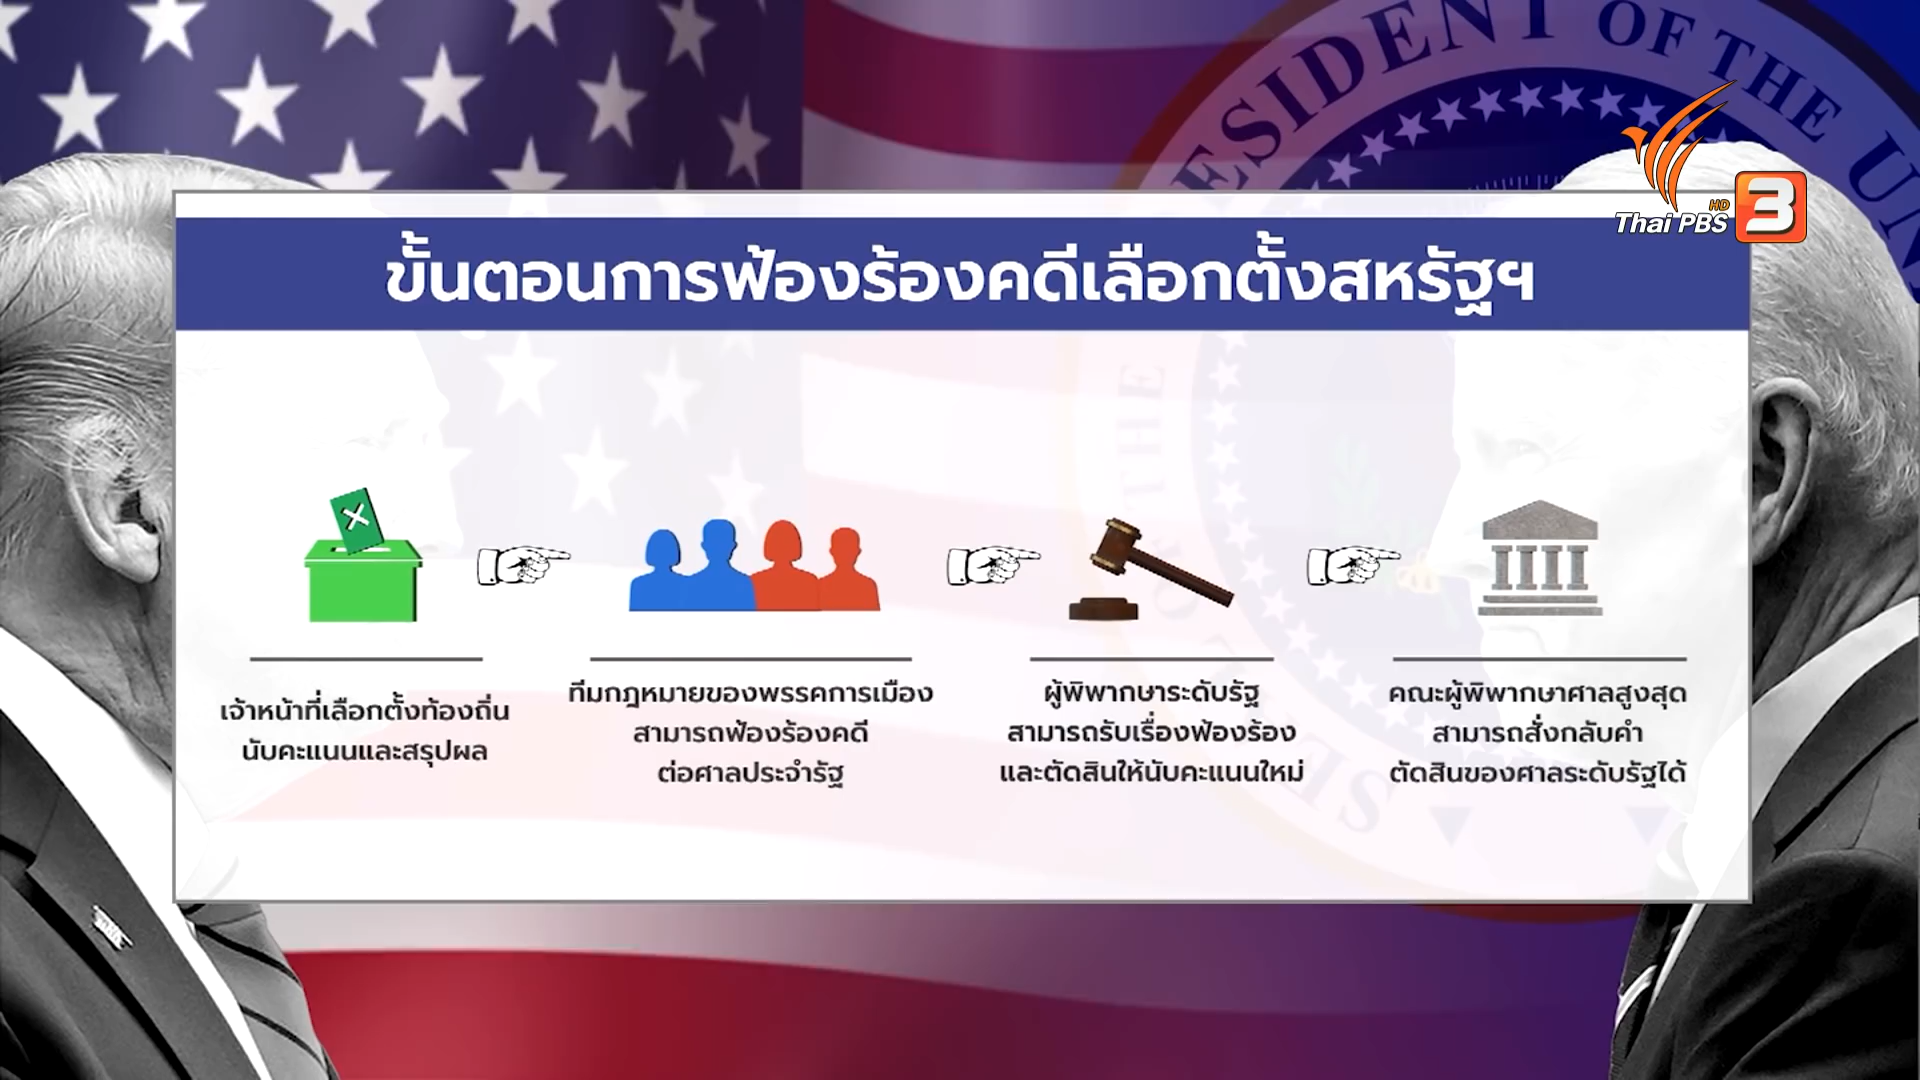 PRESIDENT OF THE UN
Thai PBS HD 3
ขั้นตอนการฟ้องร้องคดีเลือกตั้งสหรัฐฯ
เจ้าหน้าที่เลือกตั้งท้องถิ่น
นับคะแนนและสรุปผล
ทีมกฎหมายของพรรคการเมือง
สามารถฟ้องร้องคดี
ต่อศาลประจำรัฐ
ผู้พิพากษาระดับรัฐ
สามารถรับเรื่องฟ้องร้อง
และตัดสินให้นับคะแนนใหม่
คณะผู้พิพากษาศาลสูงสุด
สามารถสั่งกลับคำ
ตัดสินของศาลระดับรัฐได้